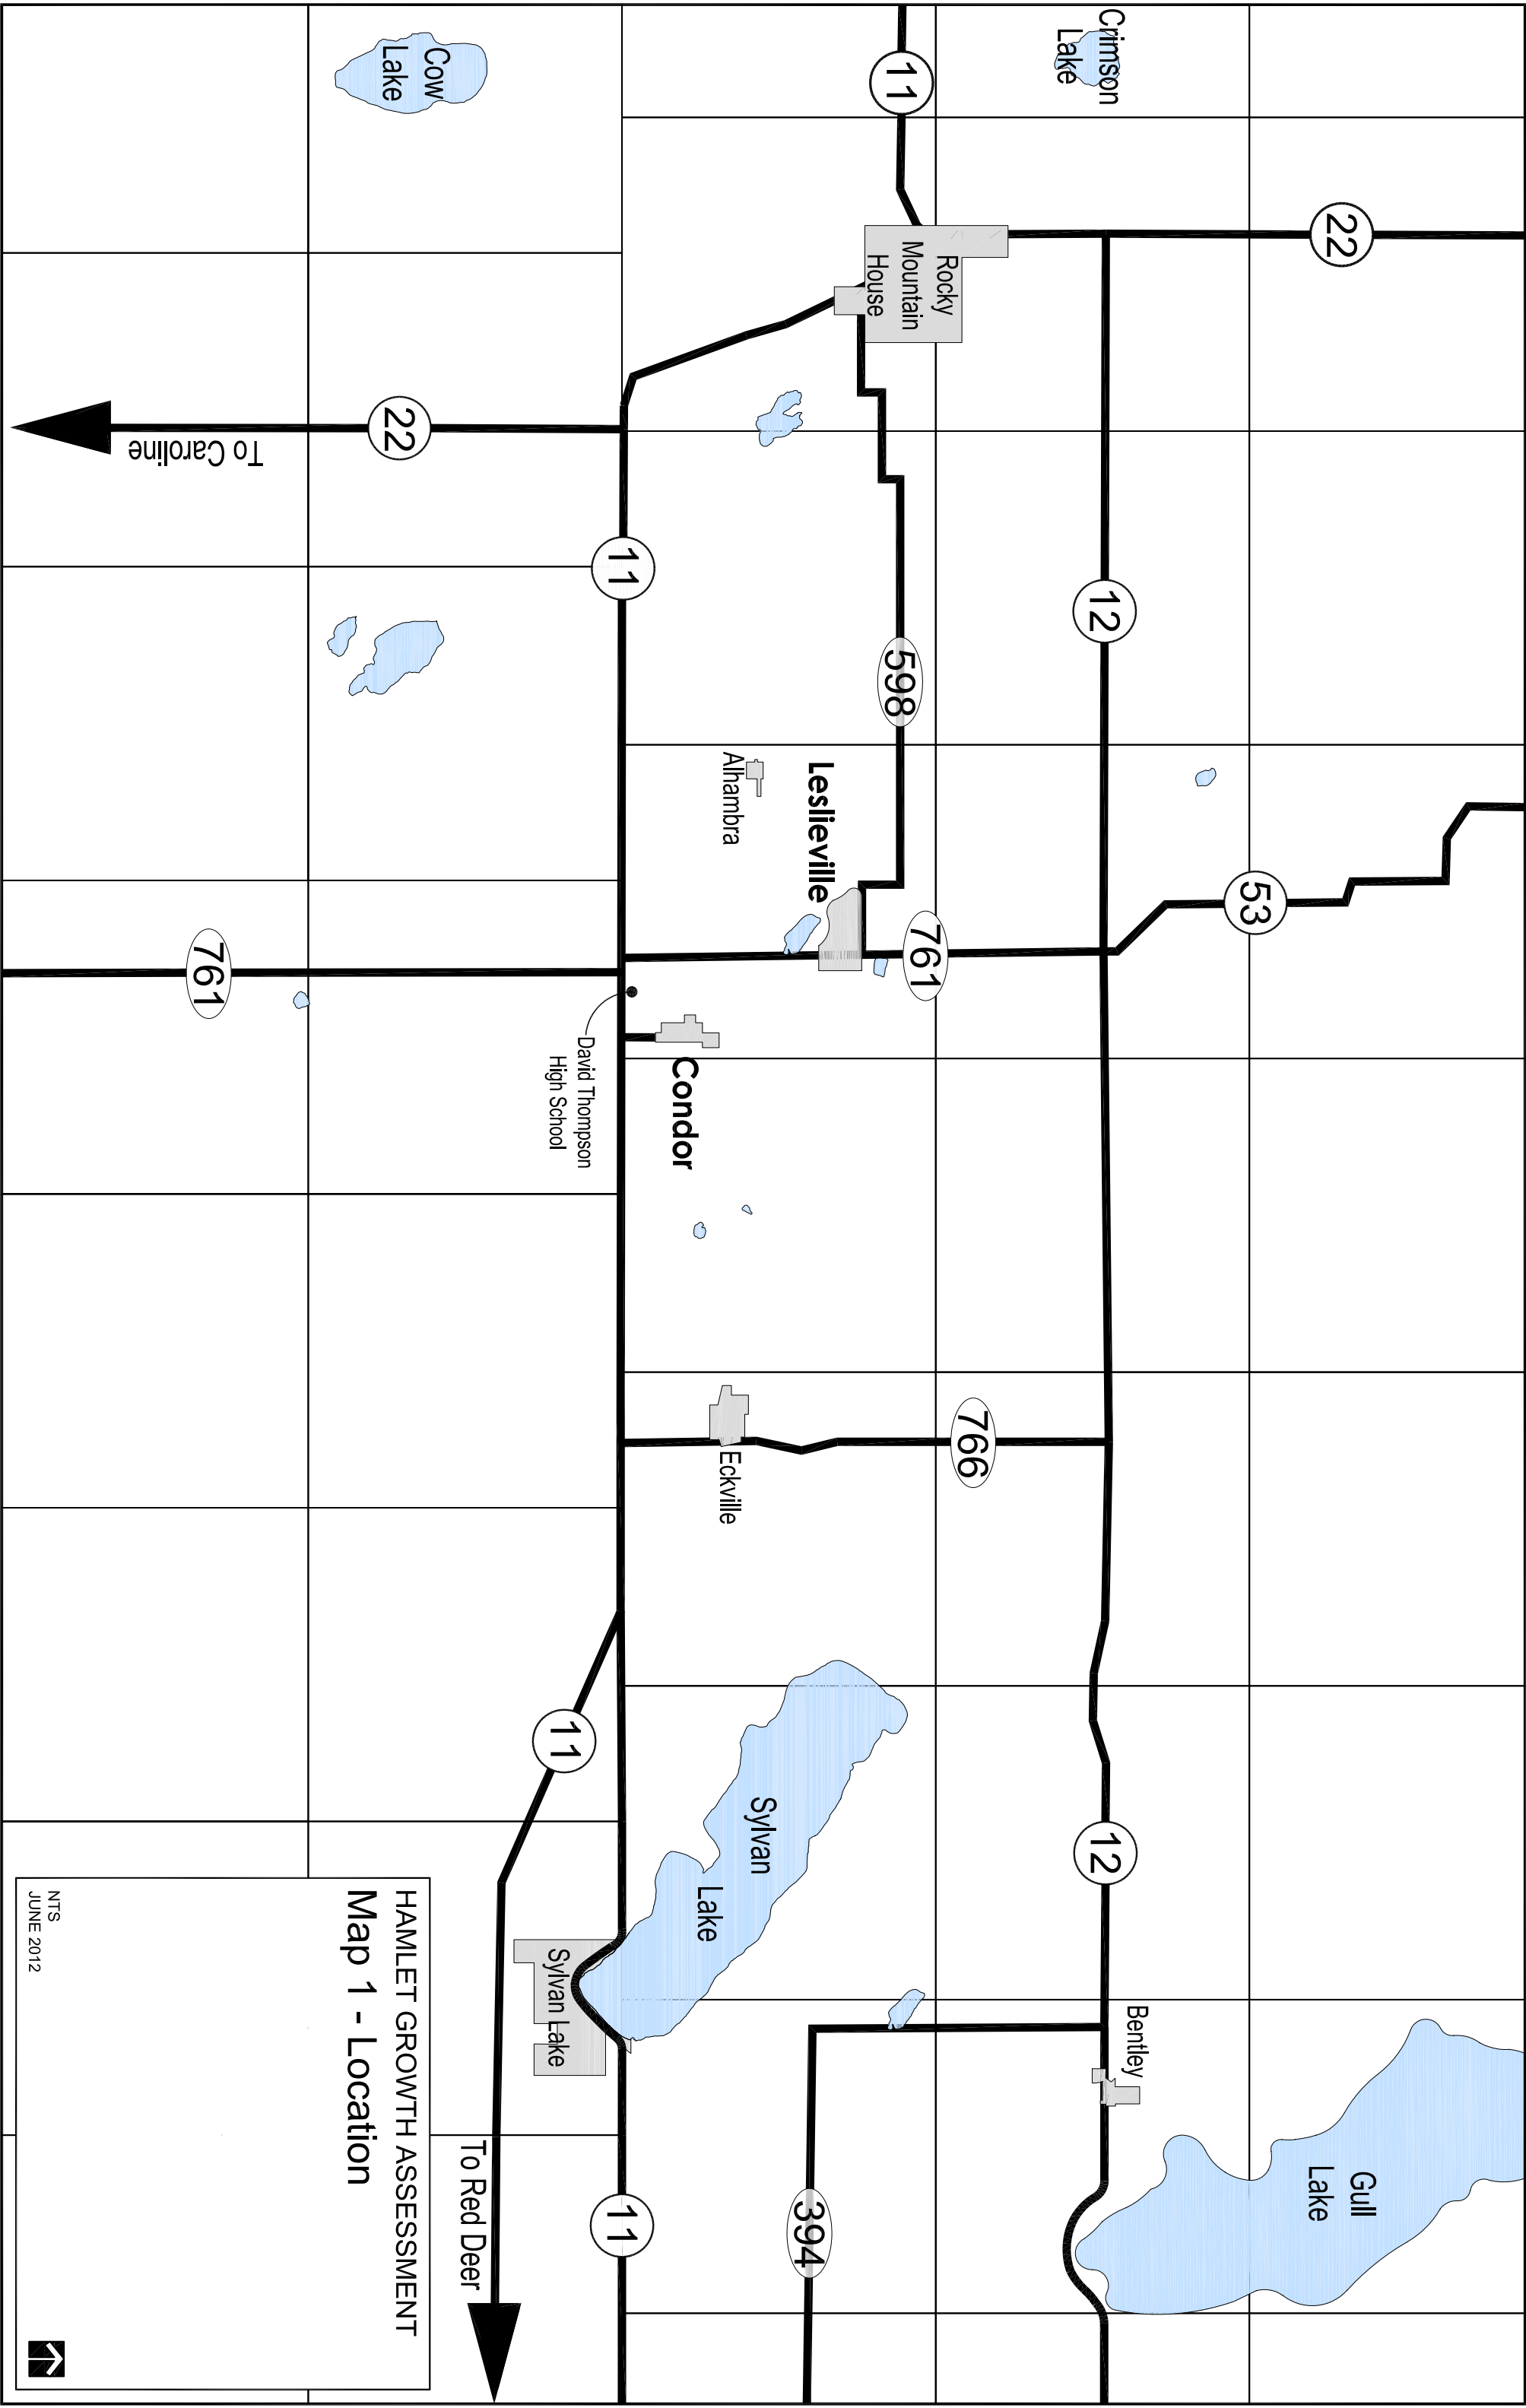 Crimson
Lake
Cow
Lake
11
22
Rocky
Mountain
House
22
To Caroline
11
12
598
Alhambra
Leslieville
53
761
761
David Thompson
High School
Condor
766
Eckville
11
Sylvan
Lake
12
Sylvan Lake
Bentley
Gull
Lake
394
11
To Red Deer
HAMLET GROWTH ASSESSMENT
Map 1 - Location
NTS
JUNE 2012